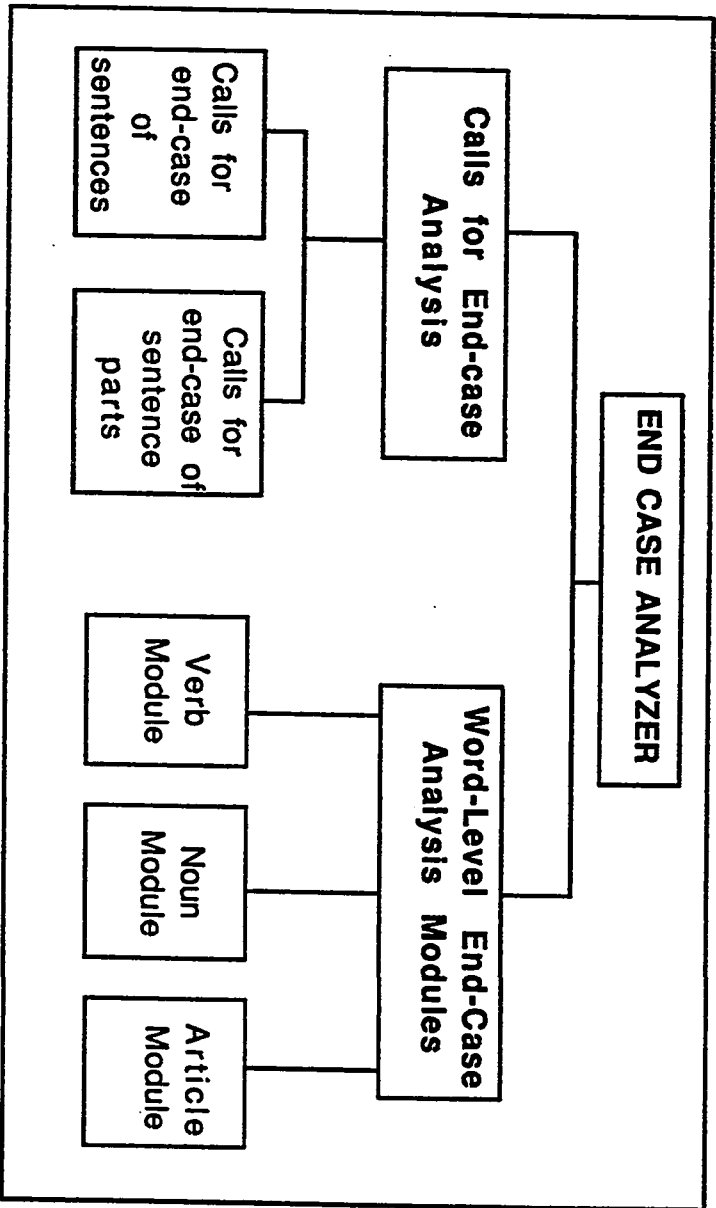 END CASE ANALYZER
Calls for End-case
Analysis
Word-Level End-Case
Analysis Modules
Calls for
end-case
of
sentences
Calls for
end-case of
sentence
parts
Verb
Module
Noun
Module
Article
Module